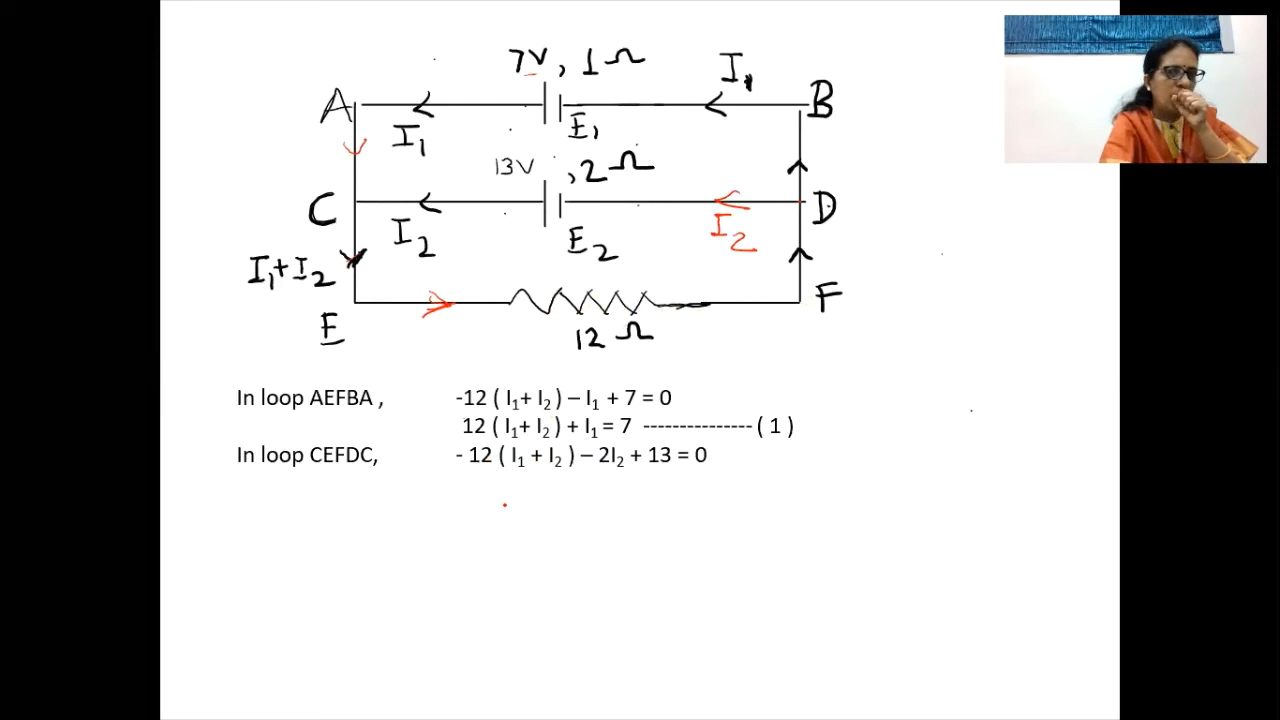 7V, 1Ω
I₁
A
B
I₁
E₁
13V
, 2Ω
C
D
I₂
I₂
E₂
I₁+I₂
E
F
12 Ω
In loop AEFBA , -12 ( I₁+ I₂ ) – I₁ + 7 = 0
12 ( I₁+ I₂ ) + I₁ = 7 --------------- ( 1 )
In loop CEFDC, - 12 ( I₁ + I₂ ) – 2I₂ + 13 = 0